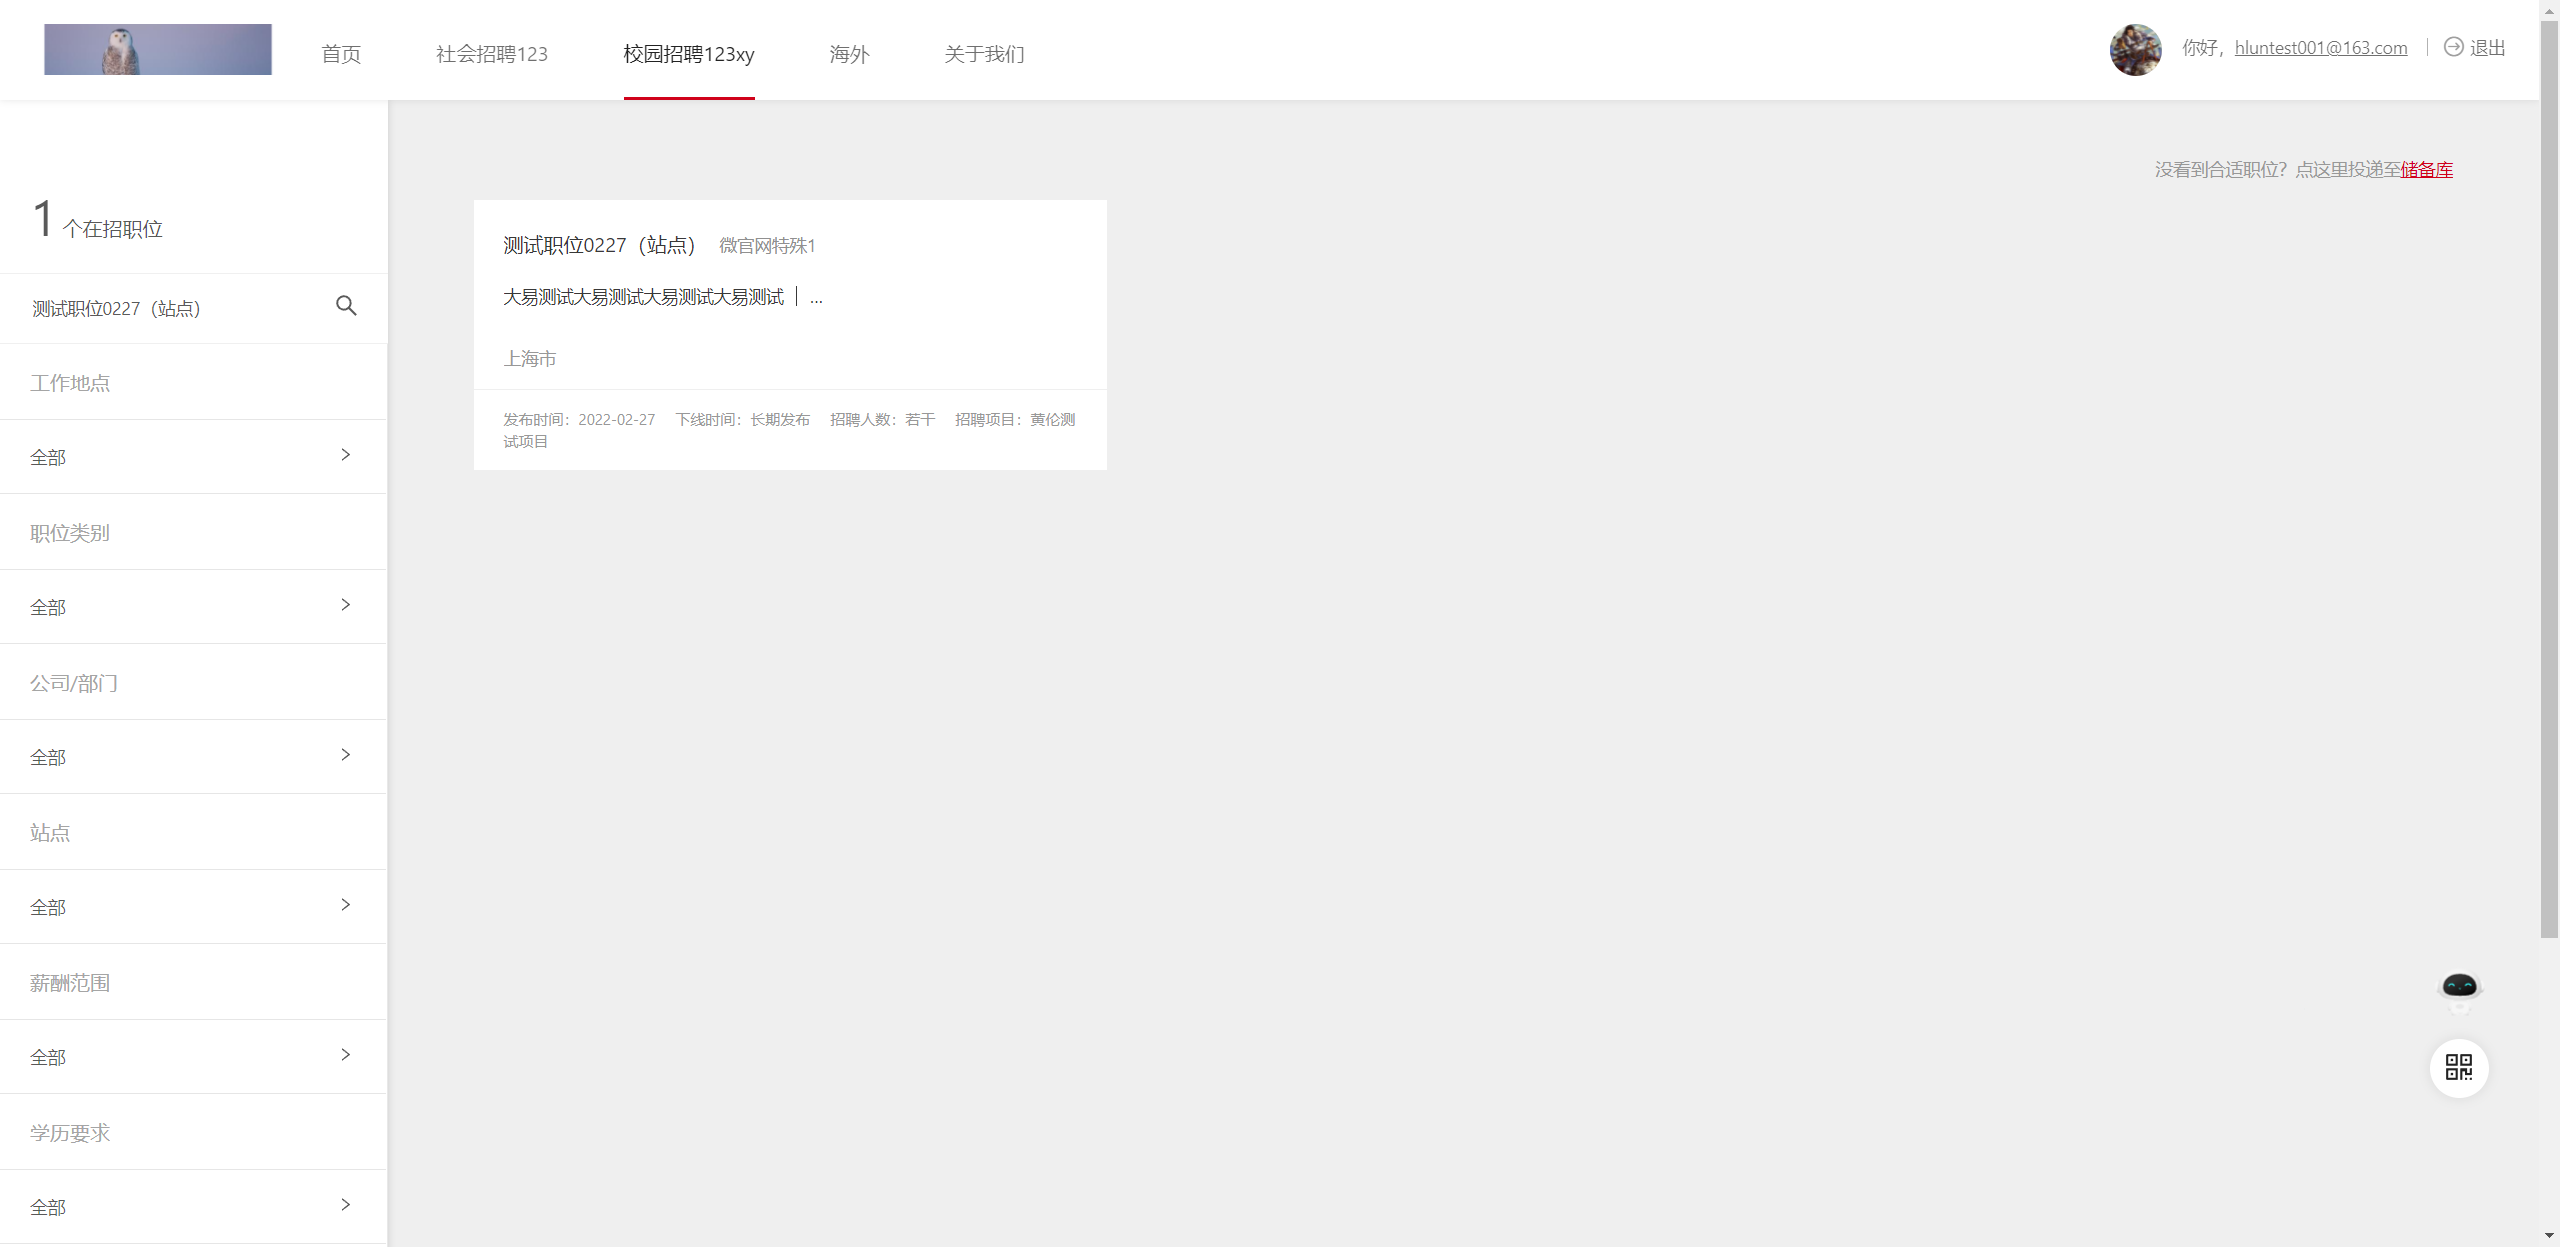 首页 社会招聘123 校园招聘123xy 海外 关于我们 你好，hluntest001@163.com 退出
没看到合适职位？点这里投递至储备库
1 个在招职位
测试职位0227（站点）
工作地点
全部
职位类别
全部
公司/部门
全部
站点
全部
薪酬范围
全部
学历要求
全部
测试职位0227（站点） 微官网特殊1
大易测试大易测试大易测试大易测试 | ...
上海市
发布时间：2022-02-27 下线时间：长期发布 招聘人数：若干 招聘项目：黄伦测
试项目